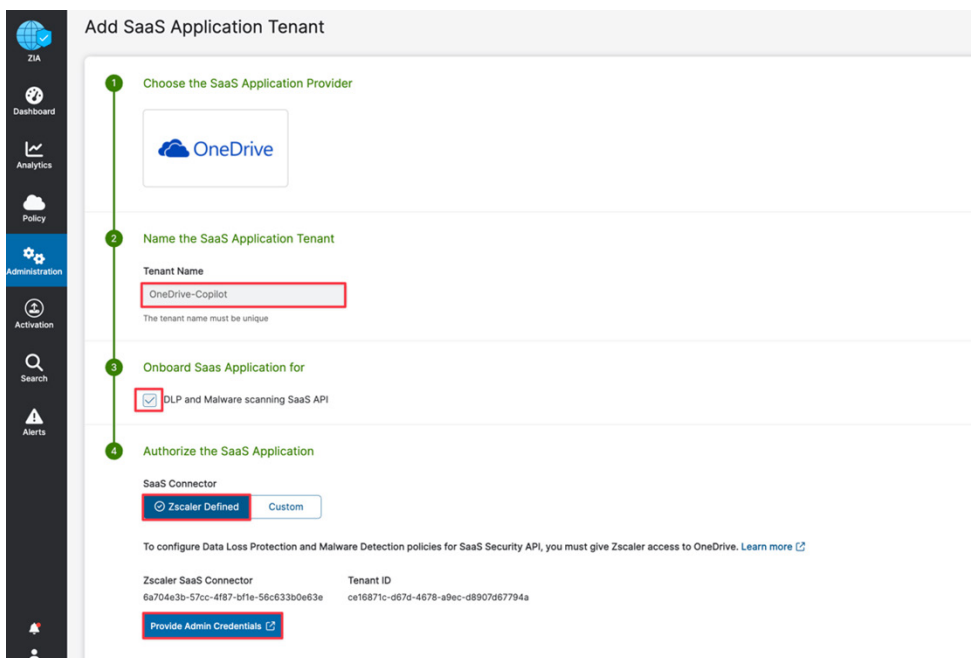 Add SaaS Application Tenant
ZIA
Dashboard
Analytics
Policy
Administration
Activation
Search
Alerts
1
Choose the SaaS Application Provider
OneDrive
2
Name the SaaS Application Tenant
Tenant Name
OneDrive-Copilot
The tenant name must be unique
3
Onboard Saas Application for
DLP and Malware scanning SaaS API
4
Authorize the SaaS Application
SaaS Connector
Zscaler Defined Custom
To configure Data Loss Protection and Malware Detection policies for SaaS Security API, you must give Zscaler access to OneDrive. Learn more
Zscaler SaaS Connector Tenant ID
6a704e3b-57cc-4f87-bf1e-56c633b0e63e ce16871c-d67d-4678-a9ec-d8907d67794a
Provide Admin Credentials